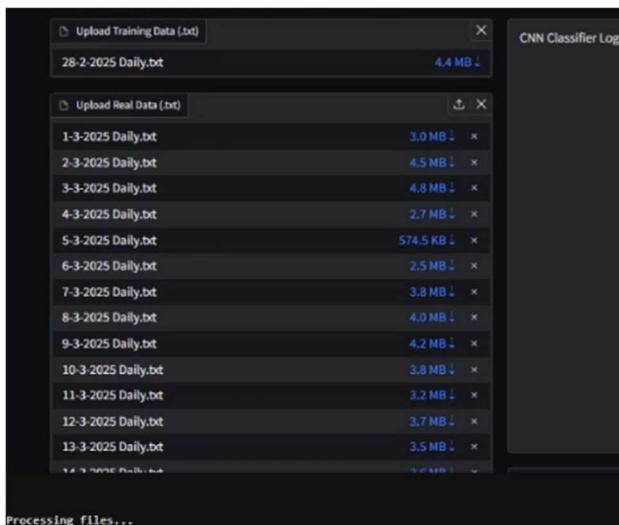 Upload Training Data (.txt)
28-2-2025 Daily.txt 4.4 MB ↓
CNN Classifier Log
Upload Real Data (.txt)
1-3-2025 Daily.txt 3.0 MB ↓ ×
2-3-2025 Daily.txt 4.5 MB ↓ ×
3-3-2025 Daily.txt 4.8 MB ↓ ×
4-3-2025 Daily.txt 2.7 MB ↓ ×
5-3-2025 Daily.txt 574.5 KB ↓ ×
6-3-2025 Daily.txt 2.5 MB ↓ ×
7-3-2025 Daily.txt 3.8 MB ↓ ×
8-3-2025 Daily.txt 4.0 MB ↓ ×
9-3-2025 Daily.txt 4.2 MB ↓ ×
10-3-2025 Daily.txt 3.8 MB ↓ ×
11-3-2025 Daily.txt 3.2 MB ↓ ×
12-3-2025 Daily.txt 3.7 MB ↓ ×
13-3-2025 Daily.txt 3.5 MB ↓ ×
14-3-2025 Daily.txt
Processing files...